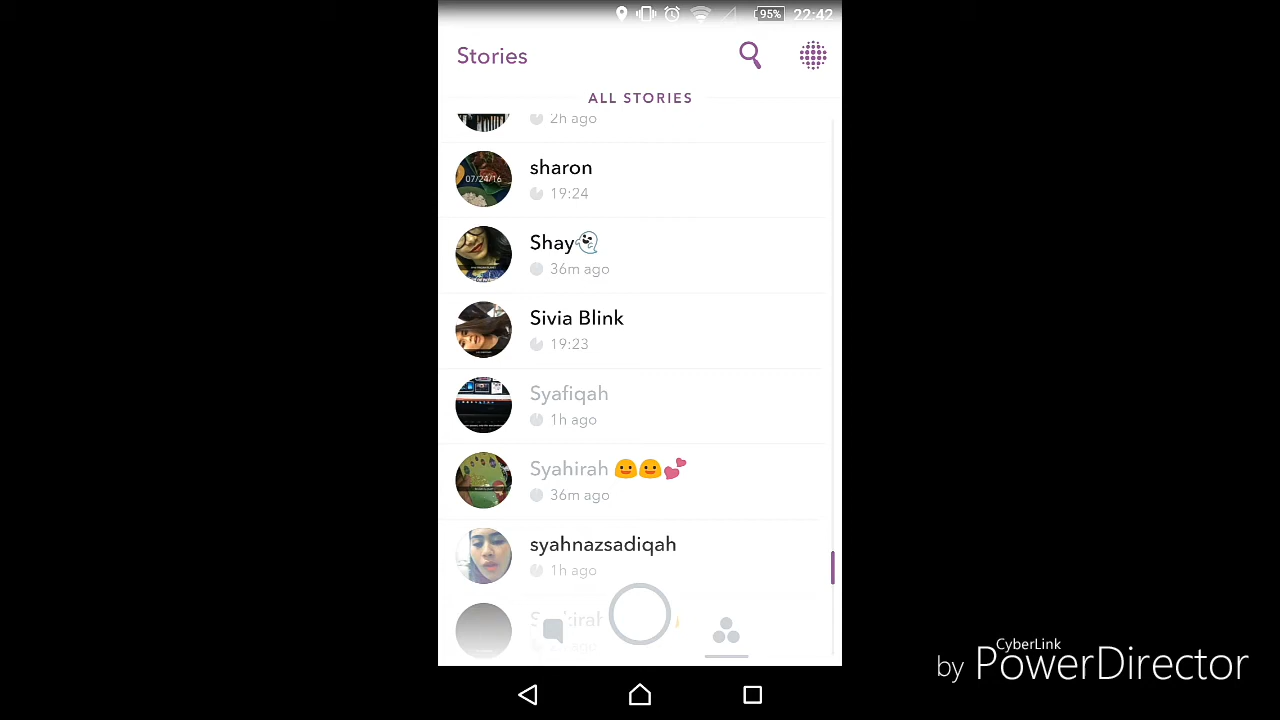 95% 22:42
Stories
ALL STORIES
2h ago
07/24/16
sharon
19:24
Shay👻
36m ago
Sivia Blink
19:23
Syafiqah
1h ago
Syahirah 😃😃💕
36m ago
syahnazsadiqah
1h ago
CyberLink
by PowerDirector